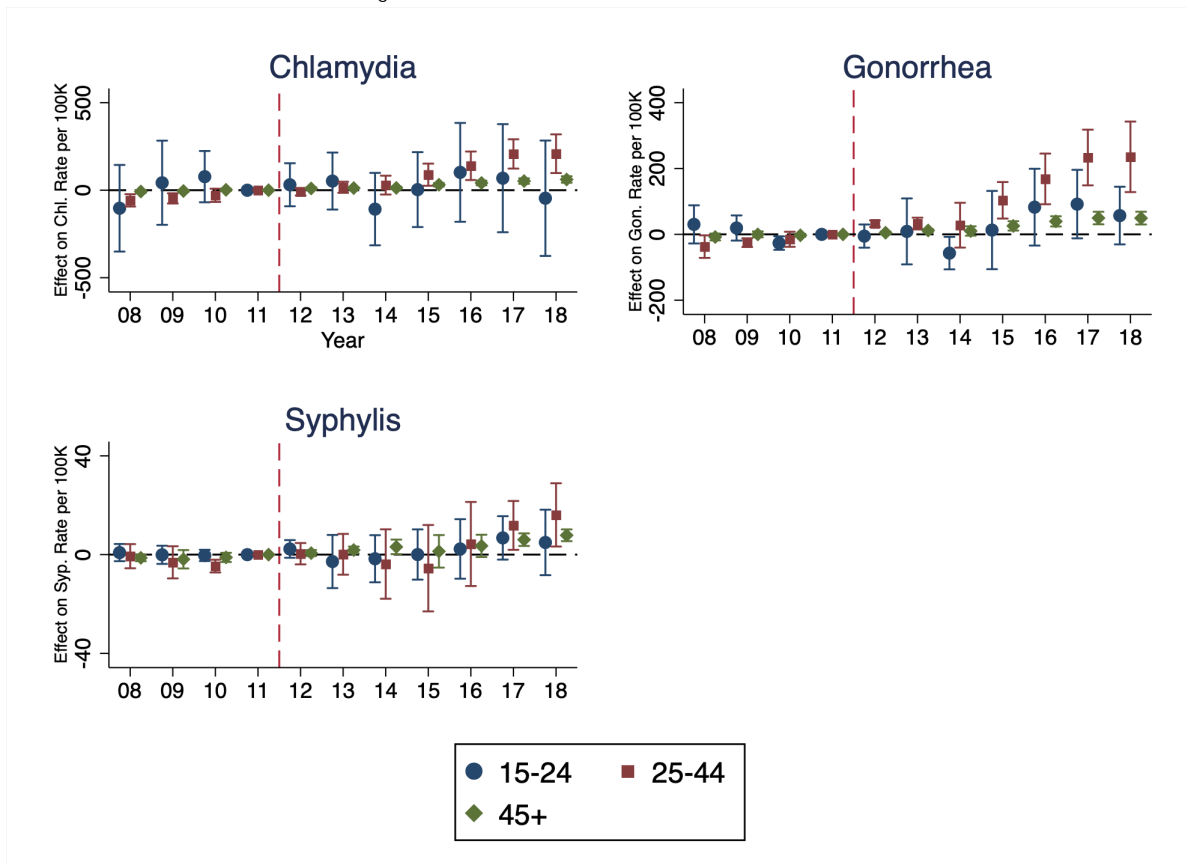 Chlamydia
Effect on Chl. Rate per 100K
500
0
-500
08 09 10 11 12 13 14 15 16 17 18
Year
Gonorrhea
Effect on Gon. Rate per 100K
400
200
0
-200
08 09 10 11 12 13 14 15 16 17 18
Syphylis
Effect on Syp. Rate per 100K
40
0
-40
08 09 10 11 12 13 14 15 16 17 18
15-24 25-44
45+